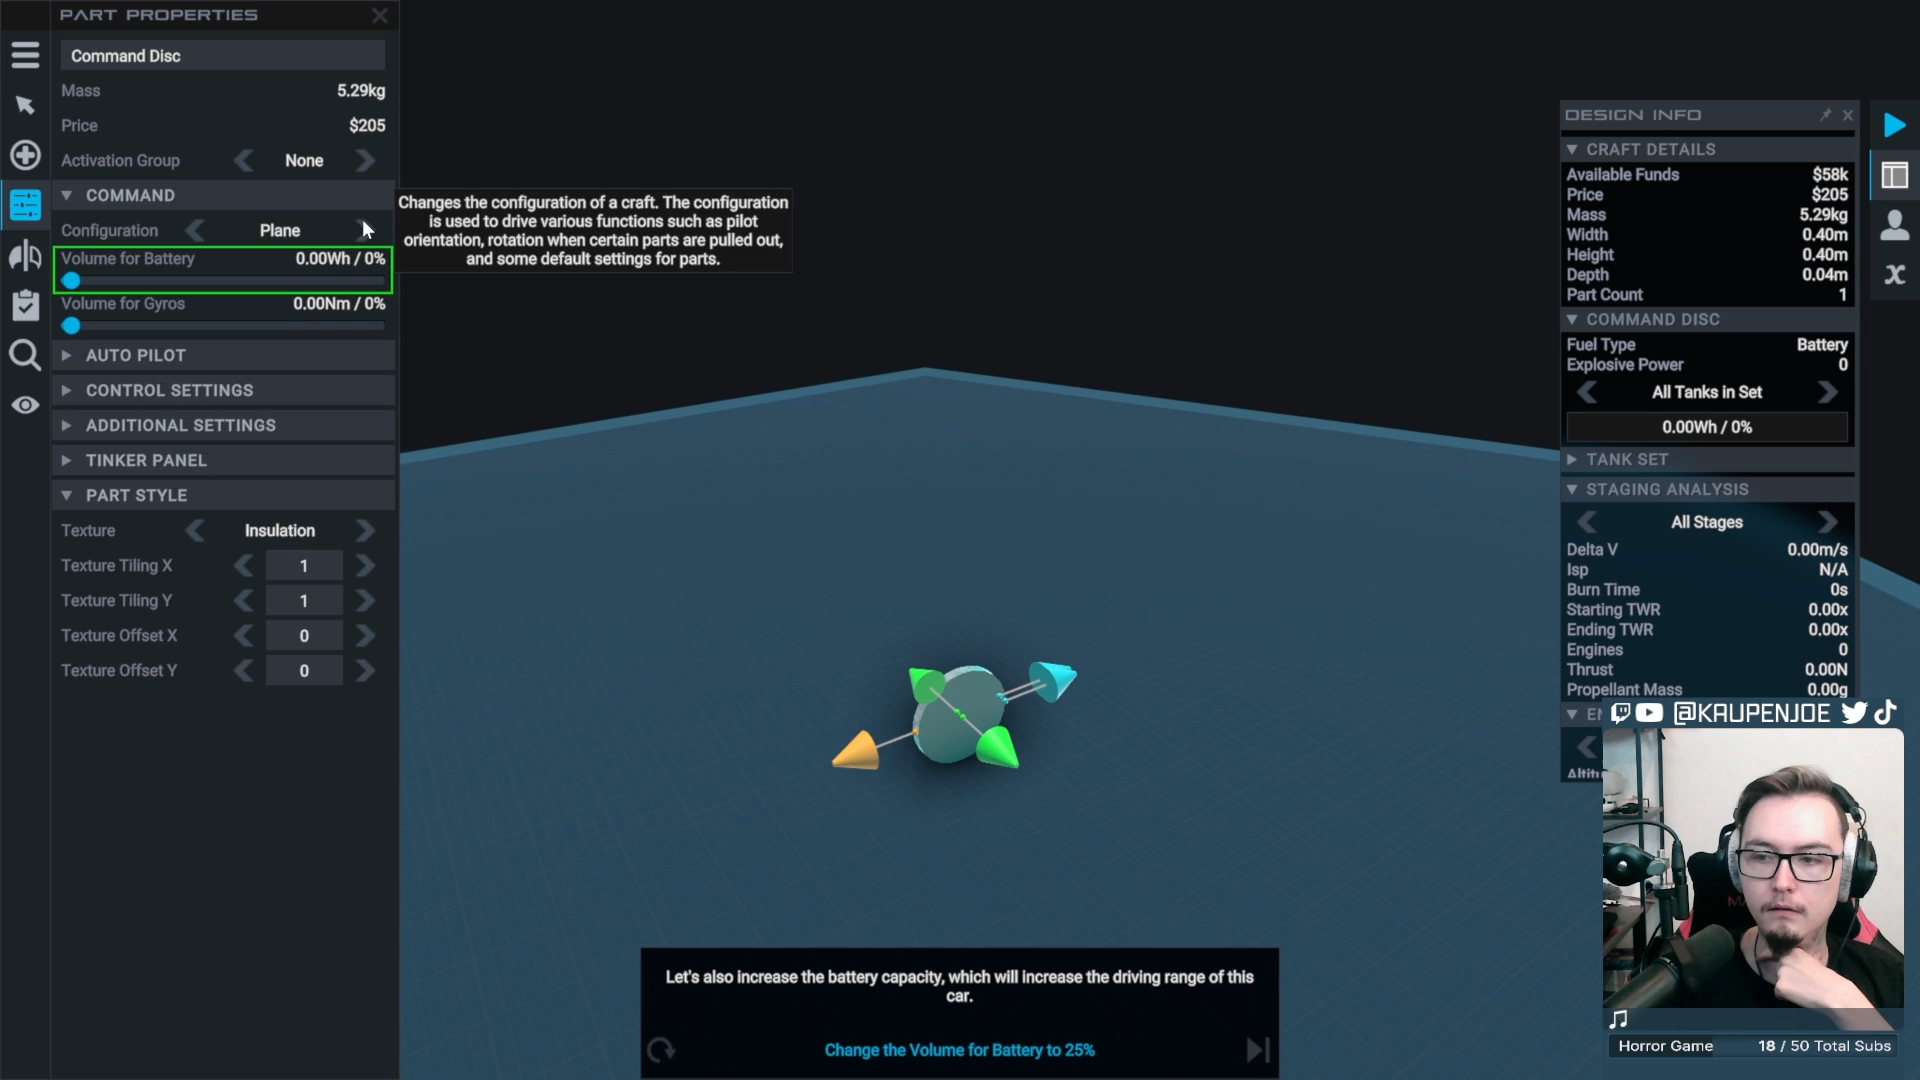 PART PROPERTIES
Command Disc
Mass 5.29kg
Price $205
Activation Group None
COMMAND
Configuration Plane
Volume for Battery 0.00Wh / 0%
Volume for Gyros 0.00Nm / 0%
AUTO PILOT
CONTROL SETTINGS
ADDITIONAL SETTINGS
TINKER PANEL
PART STYLE
Texture Insulation
Texture Tiling X 1
Texture Tiling Y 1
Texture Offset X 0
Texture Offset Y 0
Changes the configuration of a craft. The configuration
is used to drive various functions such as pilot
orientation, rotation when certain parts are pulled out,
and some default settings for parts.
Let's also increase the battery capacity, which will increase the driving range of this
car.
Change the Volume for Battery to 25%
DESIGN INFO
CRAFT DETAILS
Available Funds $58k
Price $205
Mass 5.29kg
Width 0.40m
Height 0.40m
Depth 0.04m
Part Count 1
COMMAND DISC
Fuel Type Battery
Explosive Power 0
All Tanks in Set
0.00Wh / 0%
TANK SET
STAGING ANALYSIS
All Stages
Delta V 0.00m/s
Isp N/A
Burn Time 0s
Starting TWR 0.00x
Ending TWR 0.00x
Engines 0
Thrust 0.00N
Propellant Mass 0.00g
@KAUPENJOE
Horror Game 18 / 50 Total Subs